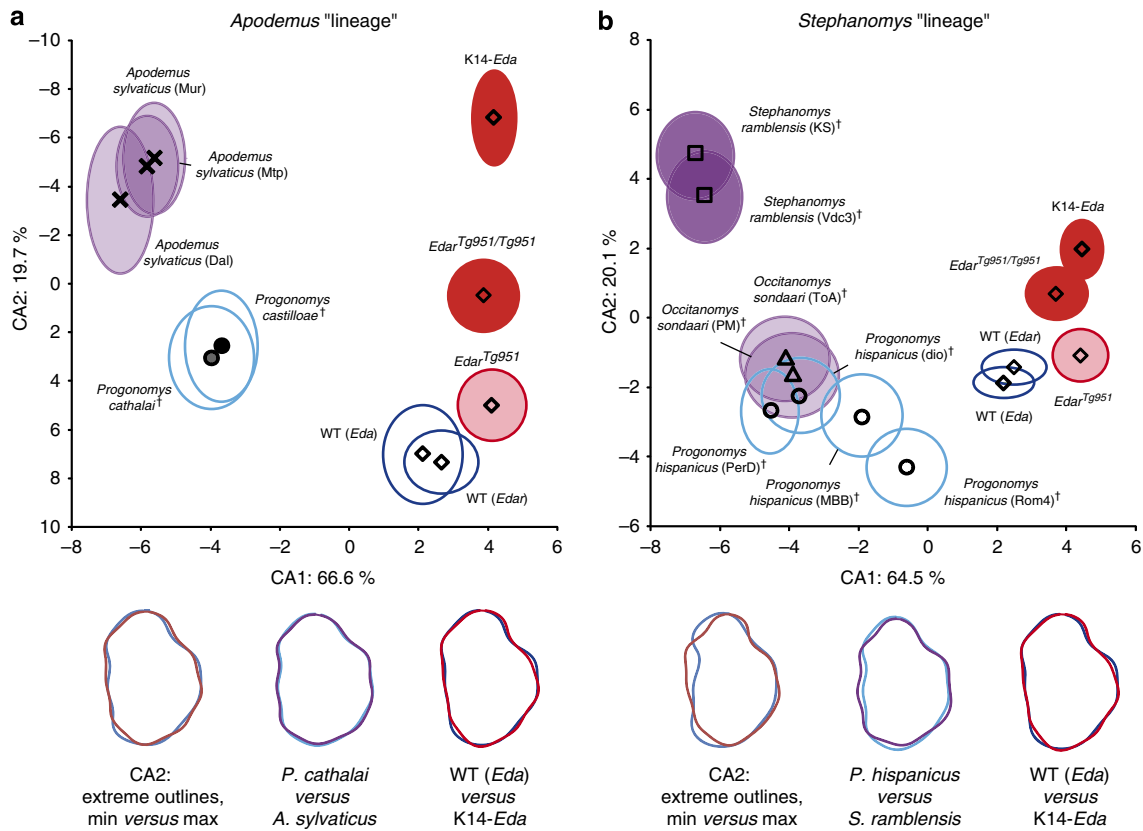 a
Apodemus "lineage"
–10
–8
–6
–4
–2
0
2
4
6
8
10
CA2: 19.7 %
K14-Eda
Apodemus
sylvaticus (Mur)
Apodemus
sylvaticus (Mtp)
Apodemus
sylvaticus (Dal)
EdarTg951/Tg951
Progonomys
castilloae†
Progonomys
cathalai†
EdarTg951
WT (Eda)
WT (Edar)
–8
–6
–4
–2
0
2
4
6
CA1: 66.6 %
CA2:
extreme outlines,
min versus max
P. cathalai
versus
A. sylvaticus
WT (Eda)
versus
K14-Eda
b
Stephanomys "lineage"
8
6
4
2
0
–2
–4
–6
CA2: 20.1 %
Stephanomys
ramblensis (KS)†
Stephanomys
ramblensis (Vdc3)†
K14-Eda
EdarTg951/Tg951
Occitanomys
sondaari (ToA)†
Occitanomys
sondaari (PM)†
Progonomys
hispanicus (dio)†
WT (Edar)
WT (Eda)
EdarTg951
Progonomys
hispanicus (PerD)†
Progonomys
hispanicus (MBB)†
Progonomys
hispanicus (Rom4)†
–8
–6
–4
–2
0
2
4
6
CA1: 64.5 %
CA2:
extreme outlines,
min versus max
P. hispanicus
versus
S. ramblensis
WT (Eda)
versus
K14-Eda